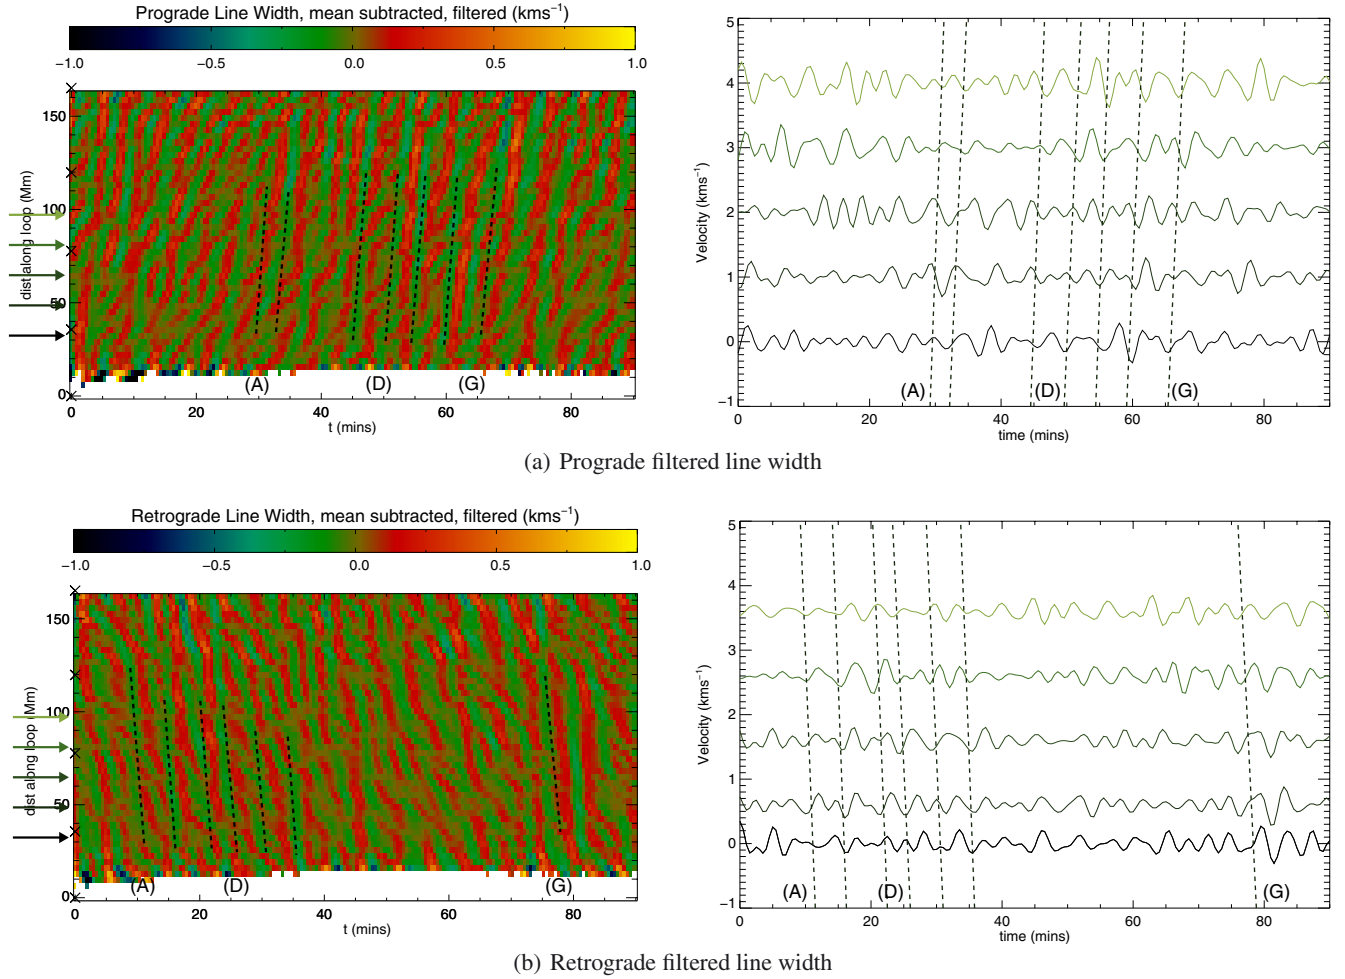 Prograde Line Width, mean subtracted, filtered (kms⁻¹)
−1.0 −0.5 0.0 0.5 1.0
dist along loop (Mm)
150
100
50
0
(A) (D) (G)
0 20 40 60 80
t (mins)
Velocity (kms⁻¹)
5
4
3
2
1
0
−1
(A) (D) (G)
0 20 40 60 80
time (mins)
(a) Prograde filtered line width
Retrograde Line Width, mean subtracted, filtered (kms⁻¹)
−1.0 −0.5 0.0 0.5 1.0
dist along loop (Mm)
150
100
50
0
(A) (D) (G)
0 20 40 60 80
t (mins)
Velocity (kms⁻¹)
5
4
3
2
1
0
−1
(A) (D) (G)
0 20 40 60 80
time (mins)
(b) Retrograde filtered line width